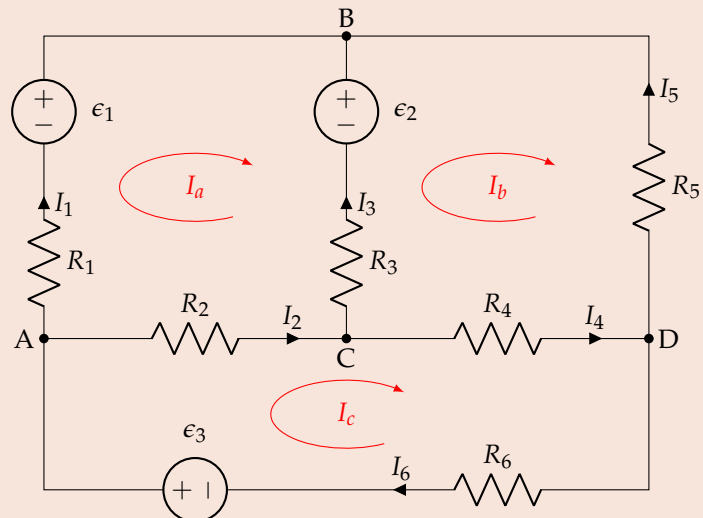 B
+
−
ϵ1
+
−
ϵ2
I5
Ia
Ib
I1
I3
R5
R1
R3
R2
I2
R4
I4
A
C
D
Ic
ϵ3
I6
R6
+ −